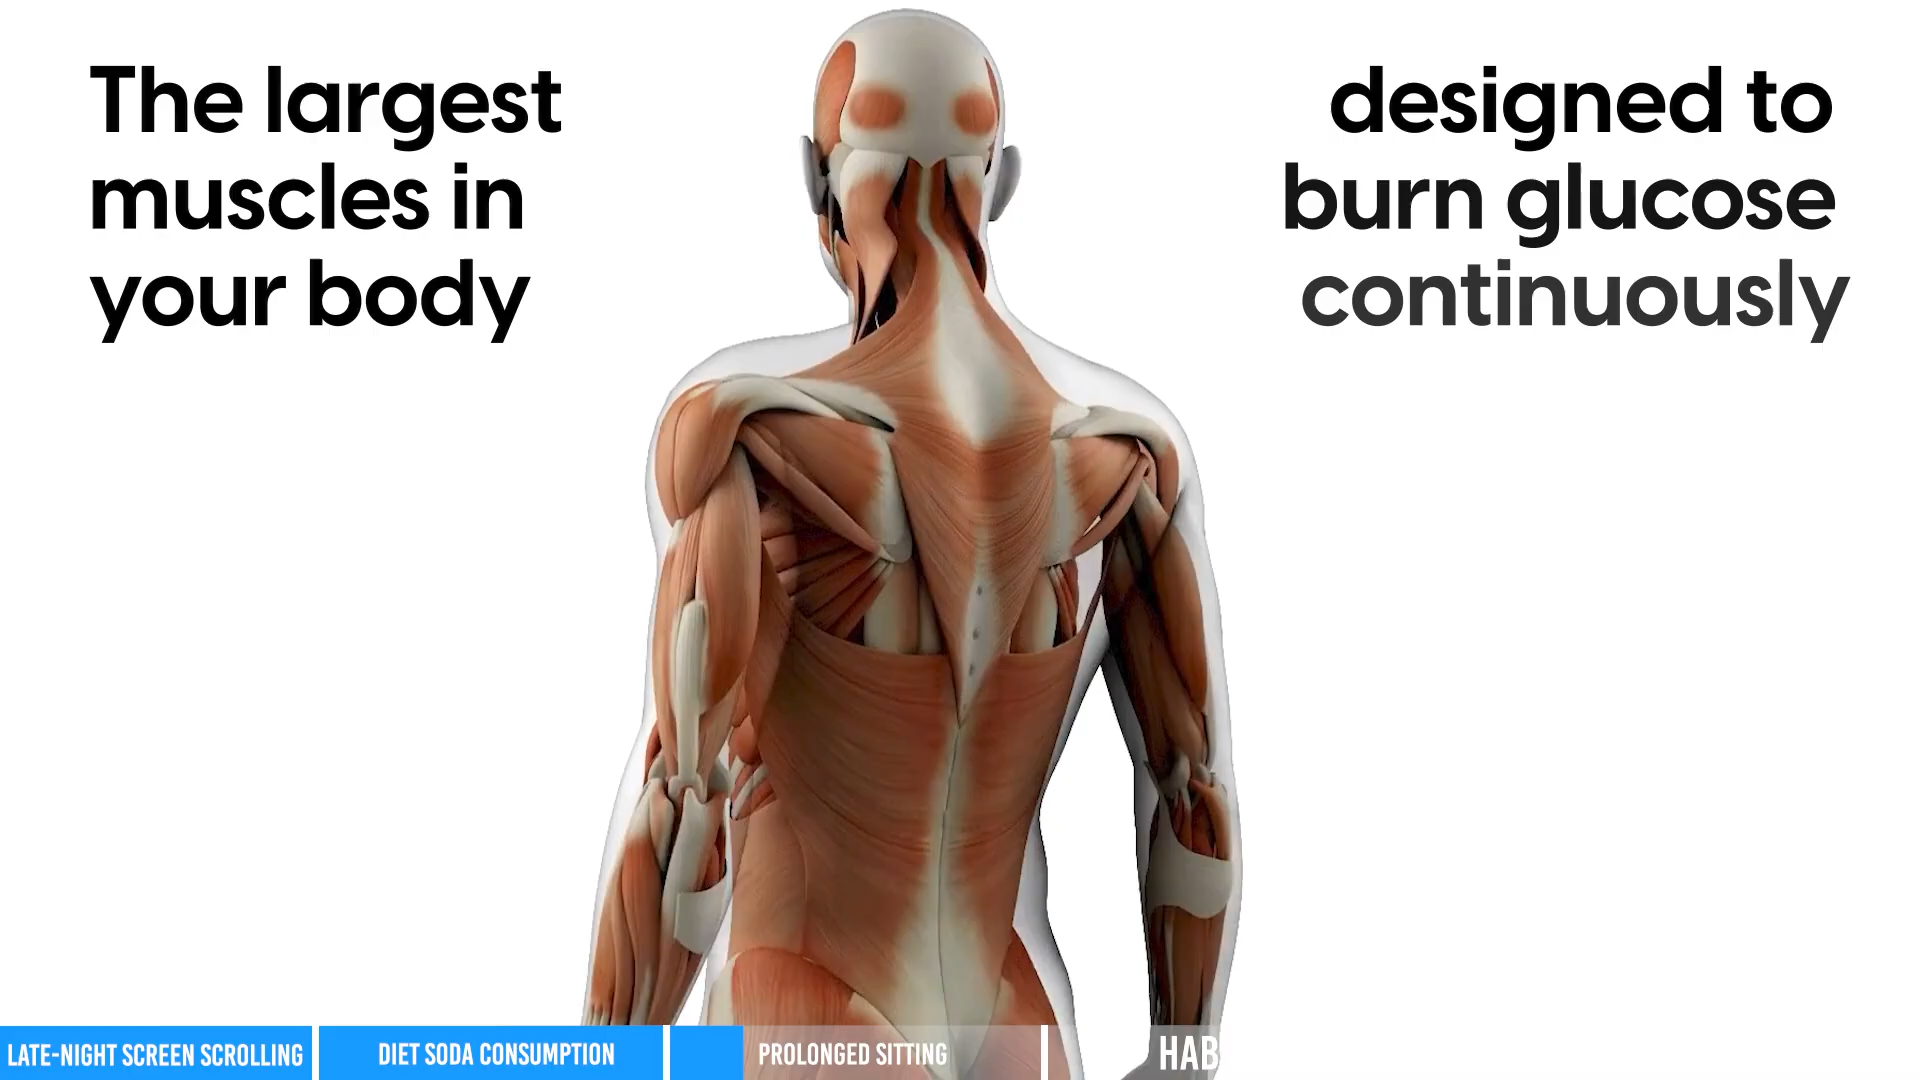 The largest
muscles in
your body
designed to
burn glucose
continuously
LATE-NIGHT SCREEN SCROLLING
DIET SODA CONSUMPTION
PROLONGED SITTING
HAB